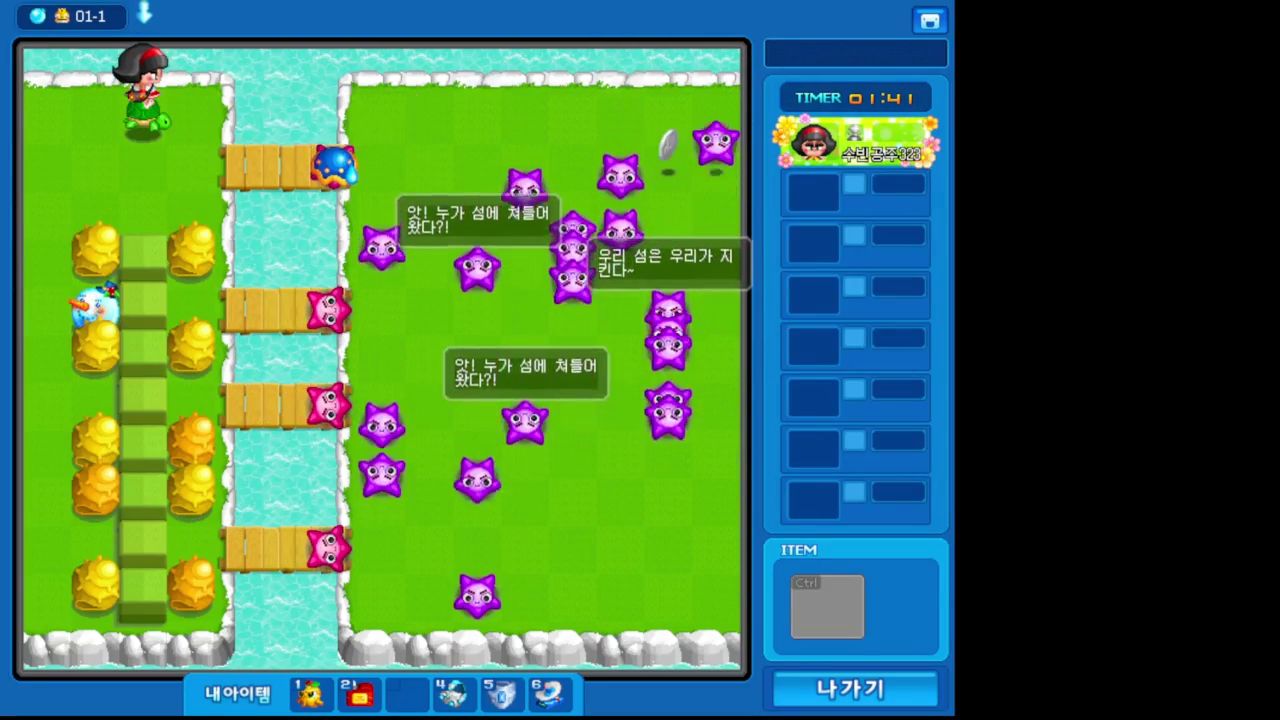 01-1
TIMER 01:41
수빈공주323
앗! 누가 섬에 쳐들어
왔다?!
우리 섬은 우리가 지
킨다~
앗! 누가 섬에 쳐들어
왔다?!
ITEM
Ctrl
내아이템
1
2
4
5
6
나가기